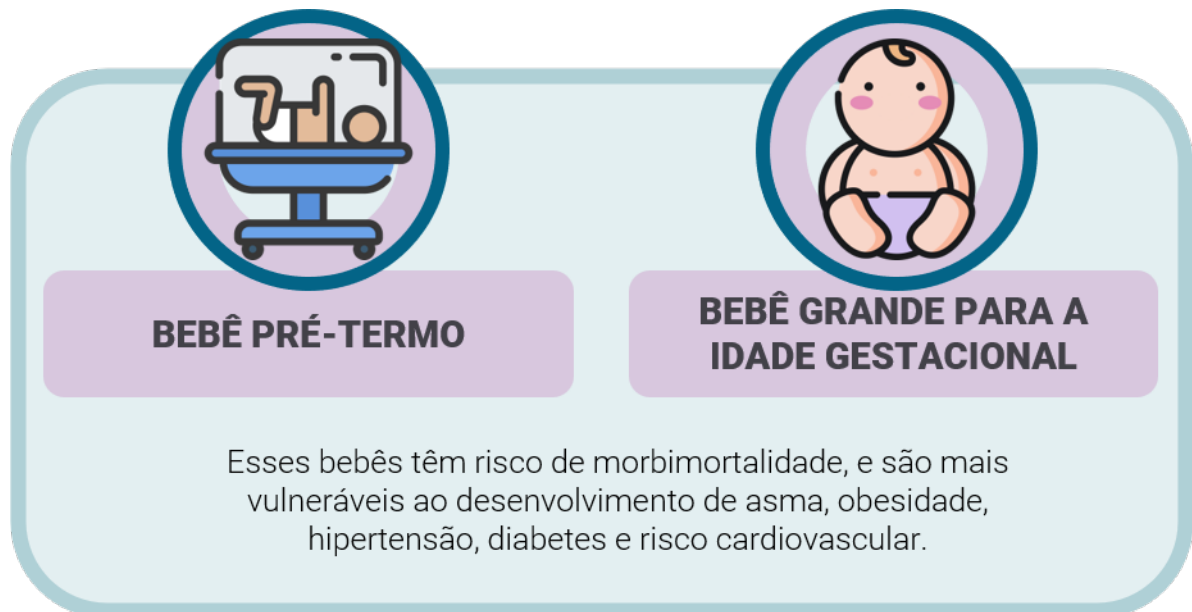 BEBÊ PRÉ-TERMO
BEBÊ GRANDE PARA A
IDADE GESTACIONAL
Esses bebês têm risco de morbimortalidade, e são mais
vulneráveis ao desenvolvimento de asma, obesidade,
hipertensão, diabetes e risco cardiovascular.